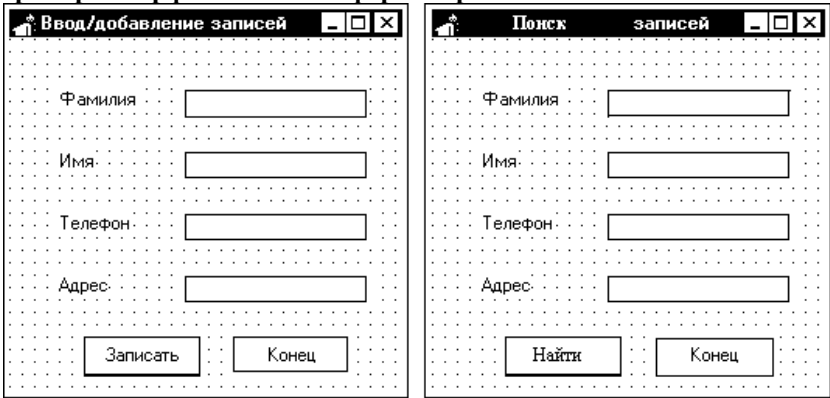 Ввод/добавление записей
Фамилия
Имя
Телефон
Адрес
Записать Конец
Поиск записей
Фамилия
Имя
Телефон
Адрес
Найти Конец